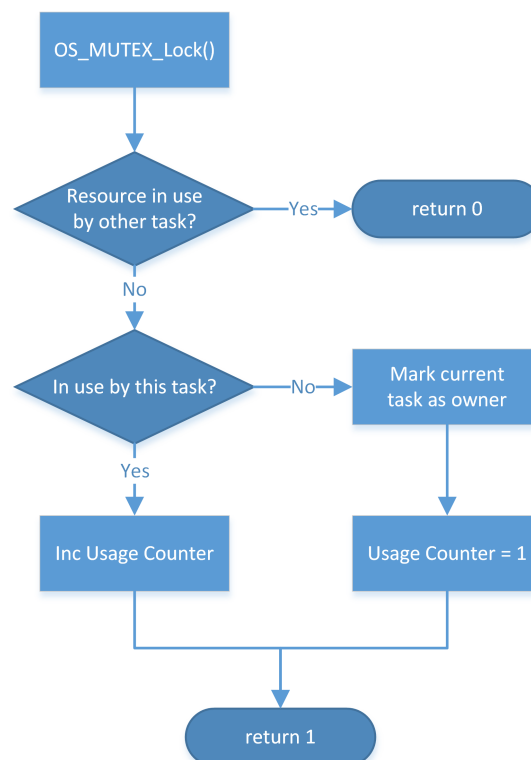 OS_MUTEX_Lock()
Resource in use
by other task?
Yes
return 0
No
In use by this task?
No
Mark current
task as owner
Yes
Inc Usage Counter
Usage Counter = 1
return 1